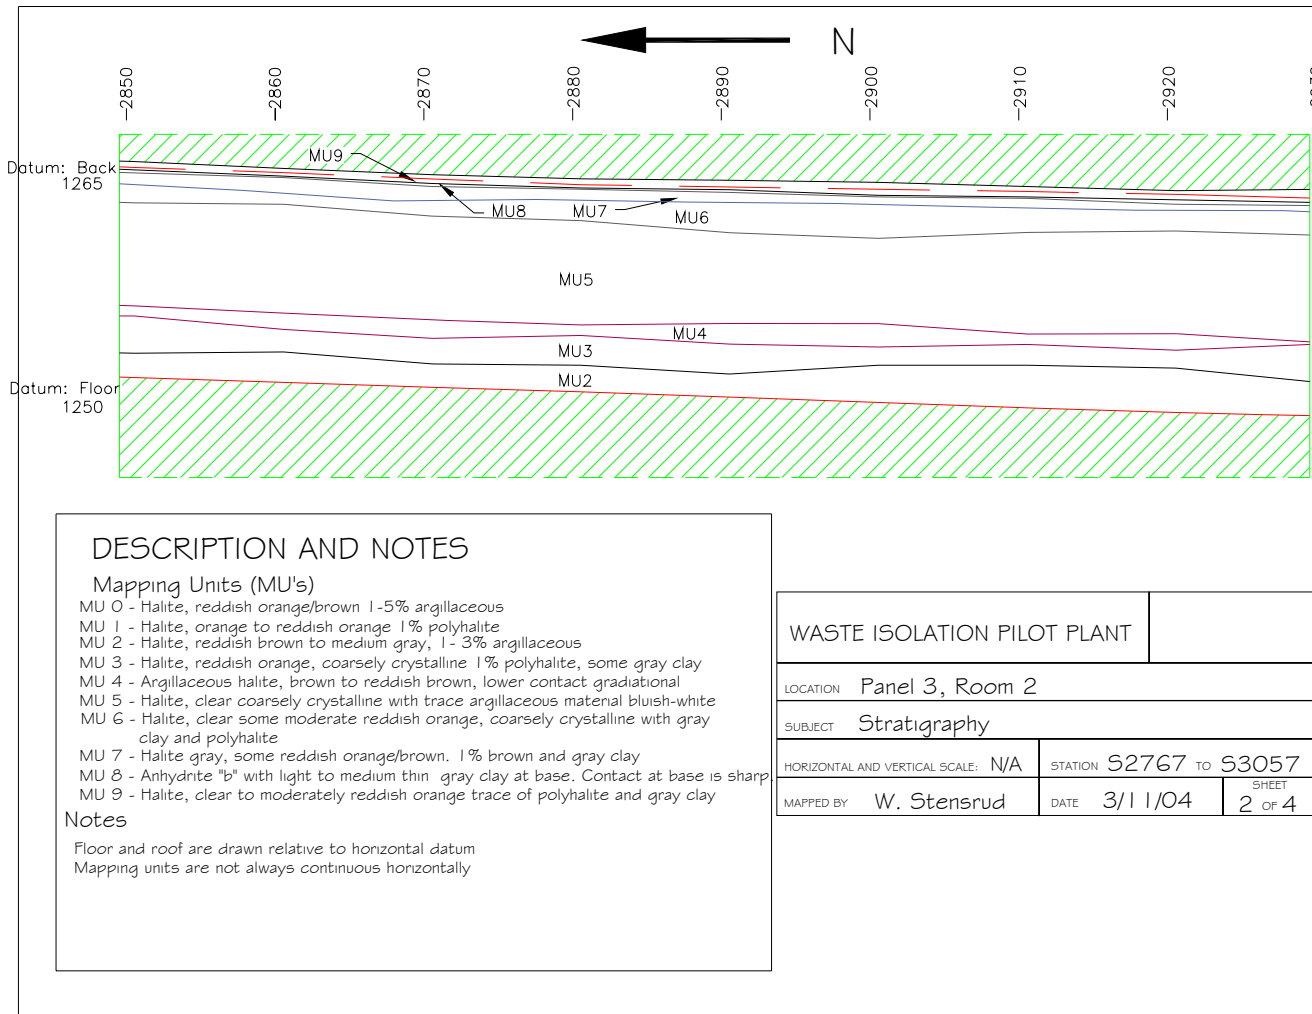 N
-2850
-2860
-2870
-2880
-2890
-2900
-2910
-2920
Datum: Back
1265
MU9
MU8
MU7
MU6
MU5
MU4
MU3
MU2
Datum: Floor
1250
DESCRIPTION AND NOTES
Mapping Units (MU's)
MU 0 - Halite, reddish orange/brown 1-5% argillaceous
MU 1 - Halite, orange to reddish orange 1% polyhalite
MU 2 - Halite, reddish brown to medium gray, 1- 3% argillaceous
MU 3 - Halite, reddish orange, coarsely crystalline 1% polyhalite, some gray clay
MU 4 - Argillaceous halite, brown to reddish brown, lower contact gradiational
MU 5 - Halite, clear coarsely crystalline with trace argillaceous material bluish-white
MU 6 - Halite, clear some moderate reddish orange, coarsely crystalline with gray
clay and polyhalite
MU 7 - Halite gray, some reddish orange/brown. 1% brown and gray clay
MU 8 - Anhydrite "b" with light to medium thin gray clay at base. Contact at base is sharp.
MU 9 - Halite, clear to moderately reddish orange trace of polyhalite and gray clay
Notes
Floor and roof are drawn relative to horizontal datum
Mapping units are not always continuous horizontally
WASTE ISOLATION PILOT PLANT
LOCATION Panel 3, Room 2
SUBJECT Stratigraphy
HORIZONTAL AND VERTICAL SCALE: N/A STATION S2767 TO S3057
MAPPED BY W. Stensrud DATE 3/11/04 SHEET
2 OF 4